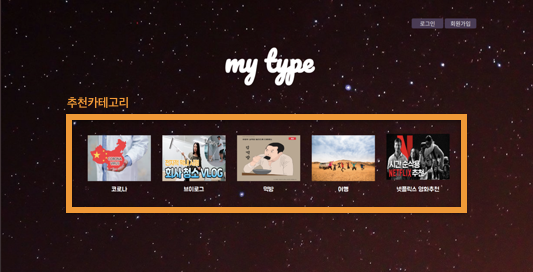 로그인 회원가입
my type
추천카테고리
회사 청소 VLOG
시간 순삭용
NETFLIX 추천
코로나 브이로그 먹방 여행 넷플릭스 영화추천